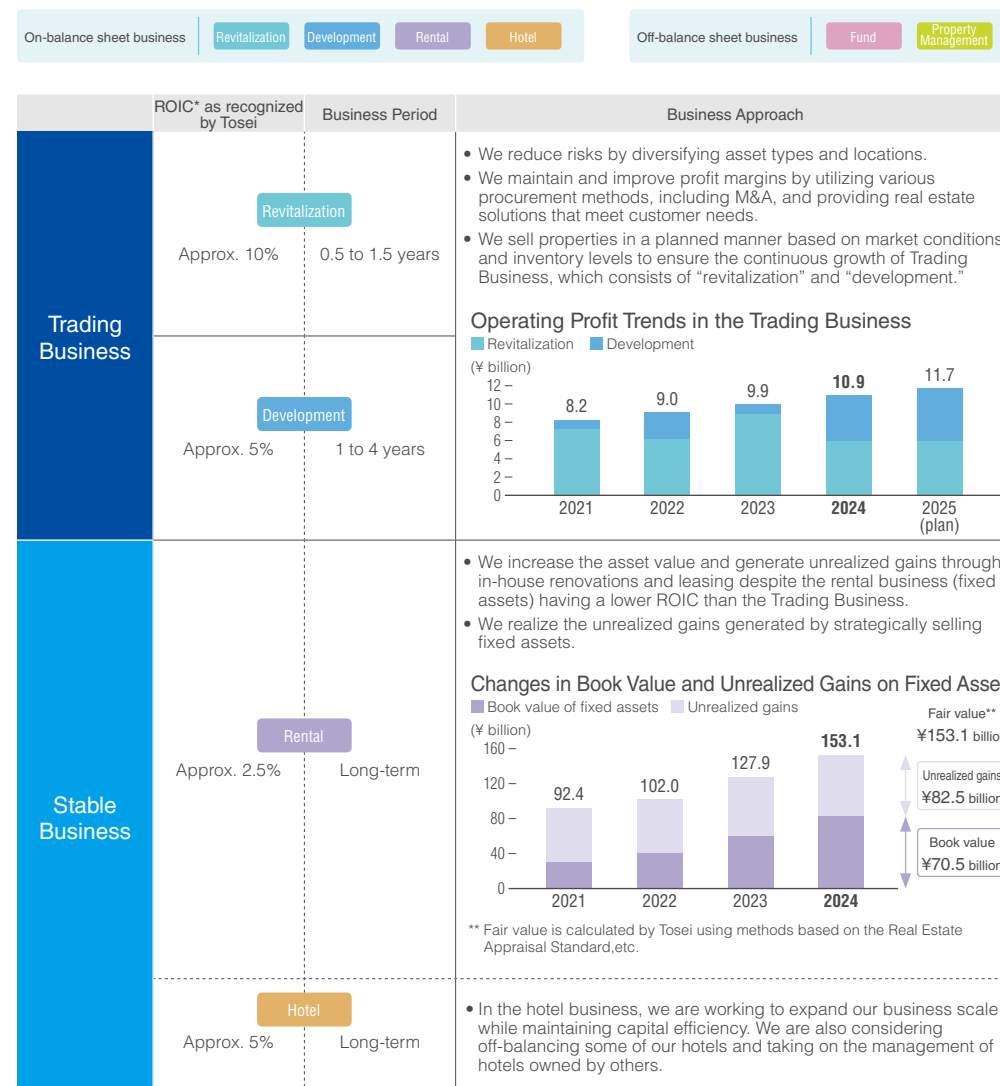 On-balance sheet business
Revitalization
Development
Rental
Hotel
Off-balance sheet business
Fund
Property
Management
ROIC* as recognized
by Tosei
Business Period
Business Approach
Trading
Business
Revitalization
Approx. 10%
0.5 to 1.5 years
Development
Approx. 5%
1 to 4 years
• We reduce risks by diversifying asset types and locations.
• We maintain and improve profit margins by utilizing various
procurement methods, including M&A, and providing real estate
solutions that meet customer needs.
• We sell properties in a planned manner based on market conditions
and inventory levels to ensure the continuous growth of Trading
Business, which consists of “revitalization” and “development.”
Operating Profit Trends in the Trading Business
Revitalization
Development
(¥ billion)
12
10
8
6
4
2
0
8.2
9.0
9.9
10.9
11.7
2021
2022
2023
2024
2025
(plan)
Stable
Business
Rental
Approx. 2.5%
Long-term
• We increase the asset value and generate unrealized gains through
in-house renovations and leasing despite the rental business (fixed
assets) having a lower ROIC than the Trading Business.
• We realize the unrealized gains generated by strategically selling
fixed assets.
Changes in Book Value and Unrealized Gains on Fixed Asse
Book value of fixed assets
Unrealized gains
(¥ billion)
160
120
80
40
0
92.4
102.0
127.9
153.1
2021
2022
2023
2024
Fair value**
¥153.1 billion
Unrealized gains
¥82.5 billion
Book value
¥70.5 billion
** Fair value is calculated by Tosei using methods based on the Real Estate
Appraisal Standard,etc.
Hotel
Approx. 5%
Long-term
• In the hotel business, we are working to expand our business scale
while maintaining capital efficiency. We are also considering
off-balancing some of our hotels and taking on the management of
hotels owned by others.